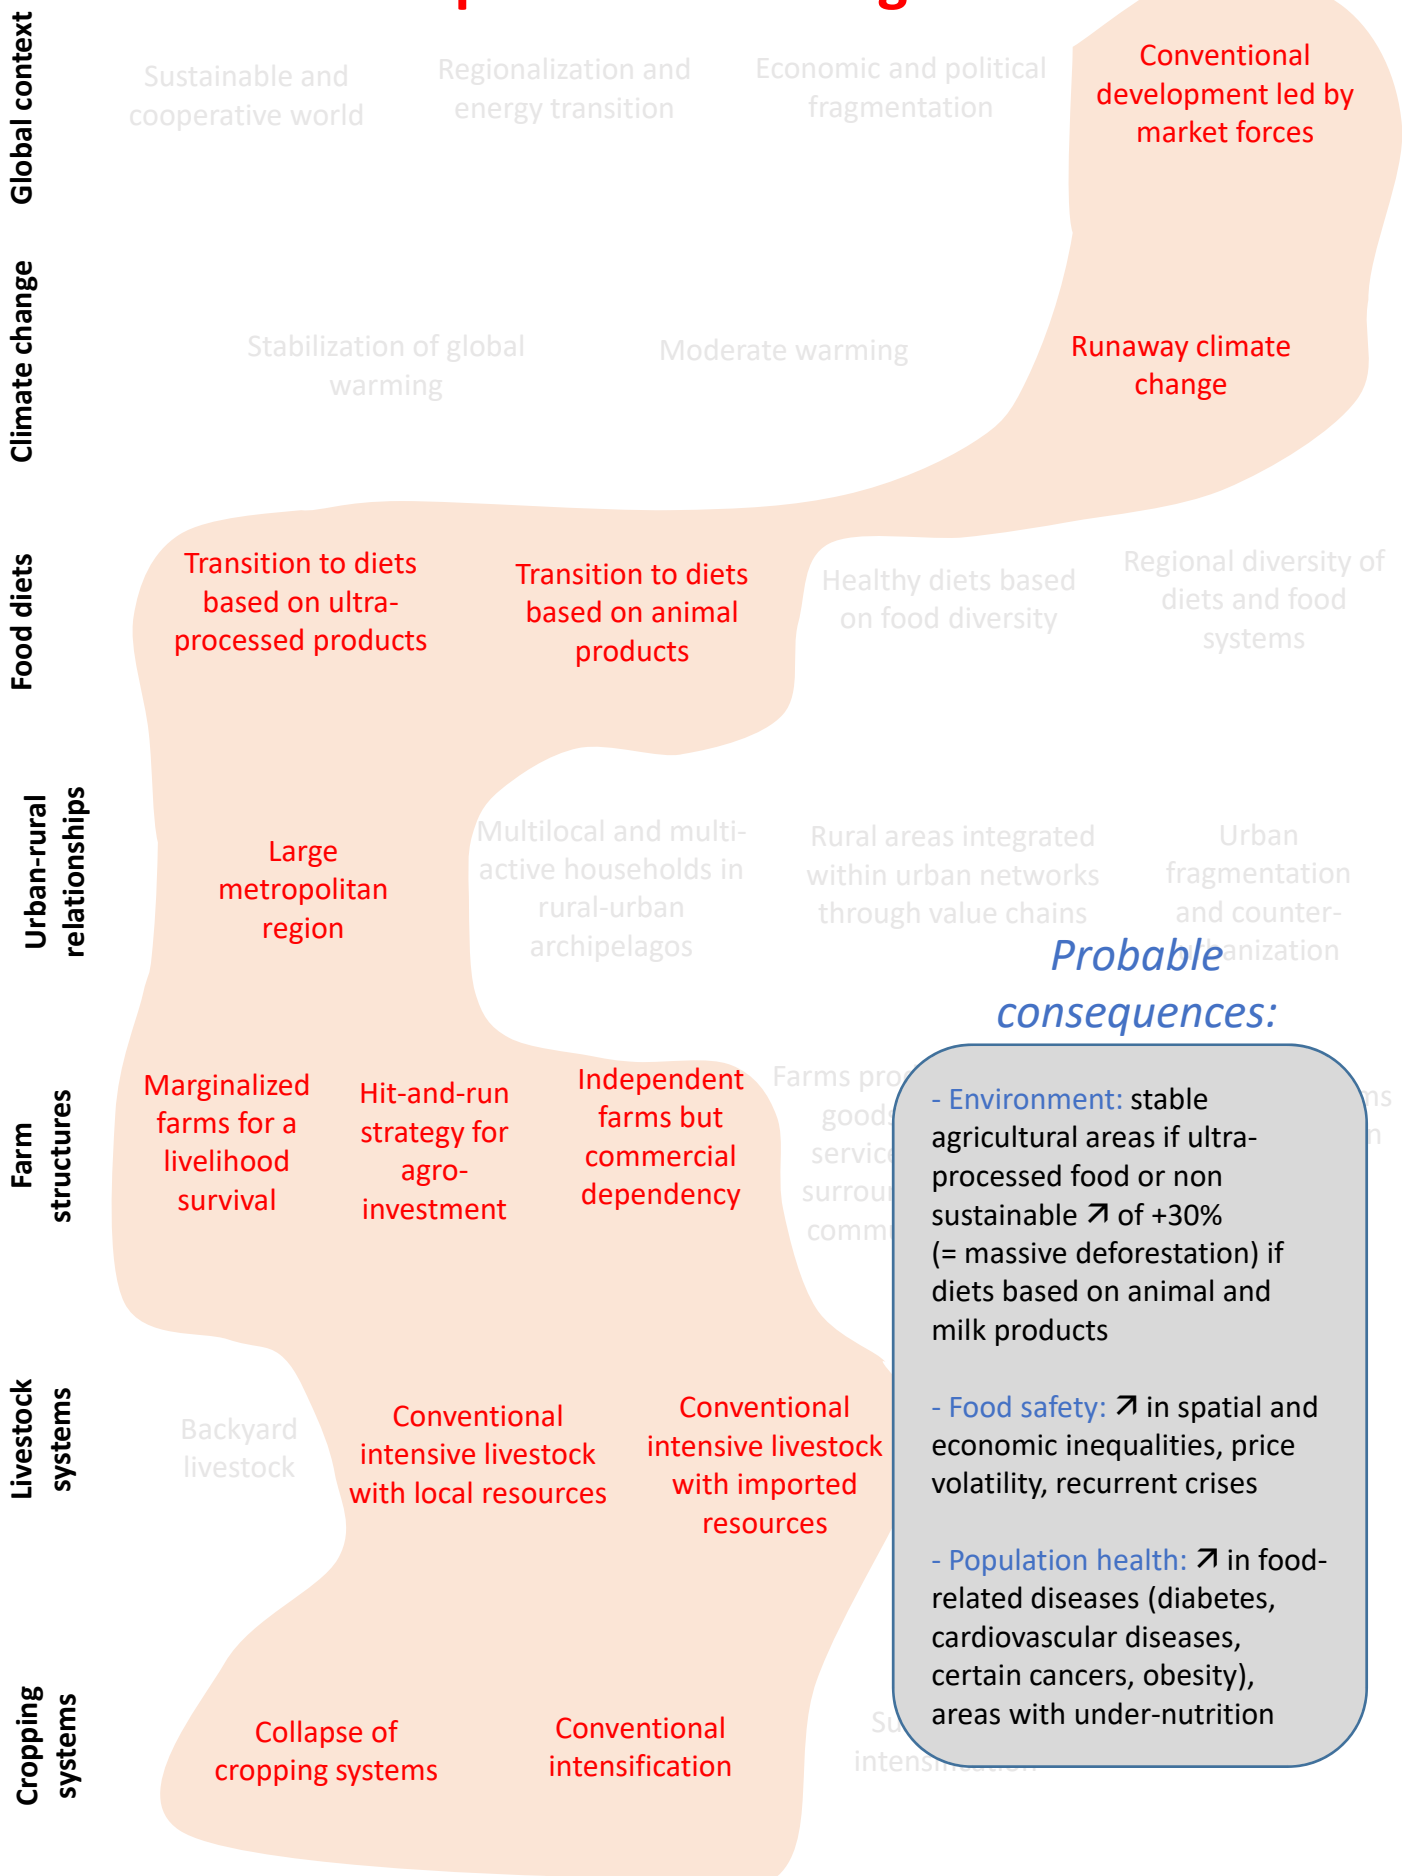 Global context
Sustainable and
cooperative world
Regionalization and
energy transition
Economic and political
fragmentation
Conventional
development led by
market forces
Climate change
Stabilization of global
warming
Moderate warming
Runaway climate
change
Food diets
Transition to diets
based on ultra-
processed products
Transition to diets
based on animal
products
Healthy diets based
on food diversity
Regional diversity of
diets and food
systems
Urban-rural
relationships
Large
metropolitan
region
Multilocal and multi-
active households in
rural-urban
archipelagos
Rural areas integrated
within urban networks
through value chains
Urban
fragmentation
and counter-
urbanization
Farm
structures
Marginalized
farms for a
livelihood
survival
Hit-and-run
strategy for
agro-
investment
Independent
farms but
commercial
dependency
Farms
goods
Livestock
systems
Backyard
livestock
Conventional
intensive livestock
with local resources
Conventional
intensive livestock
with imported
resources
Cropping
systems
Collapse of
cropping systems
Conventional
intensification
Probable
consequences:
- Environment: stable
agricultural areas if ultra-
processed food or non
sustainable ↗ of +30%
(= massive deforestation) if
diets based on animal and
milk products
- Food safety: ↗ in spatial and
economic inequalities, price
volatility, recurrent crises
- Population health: ↗ in food-
related diseases (diabetes,
cardiovascular diseases,
certain cancers, obesity),
areas with under-nutrition